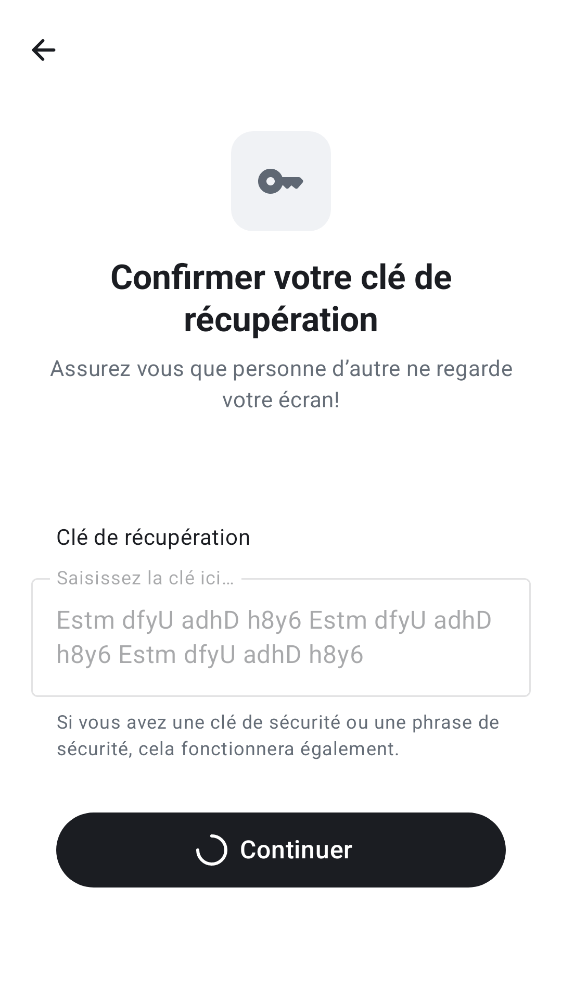 Confirmer votre clé de
récupération
Assurez vous que personne d’autre ne regarde
votre écran!
Clé de récupération
Saisissez la clé ici…
Estm dfyU adhD h8y6 Estm dfyU adhD
h8y6 Estm dfyU adhD h8y6
Si vous avez une clé de sécurité ou une phrase de
sécurité, cela fonctionnera également.
Continuer